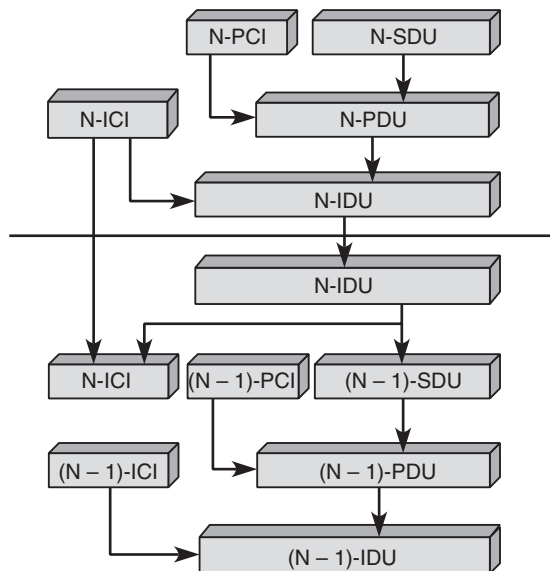 N-PCI
N-SDU
N-ICI
N-PDU
N-IDU
N-IDU
N-ICI
(N – 1)-PCI
(N – 1)-SDU
(N – 1)-ICI
(N – 1)-PDU
(N – 1)-IDU